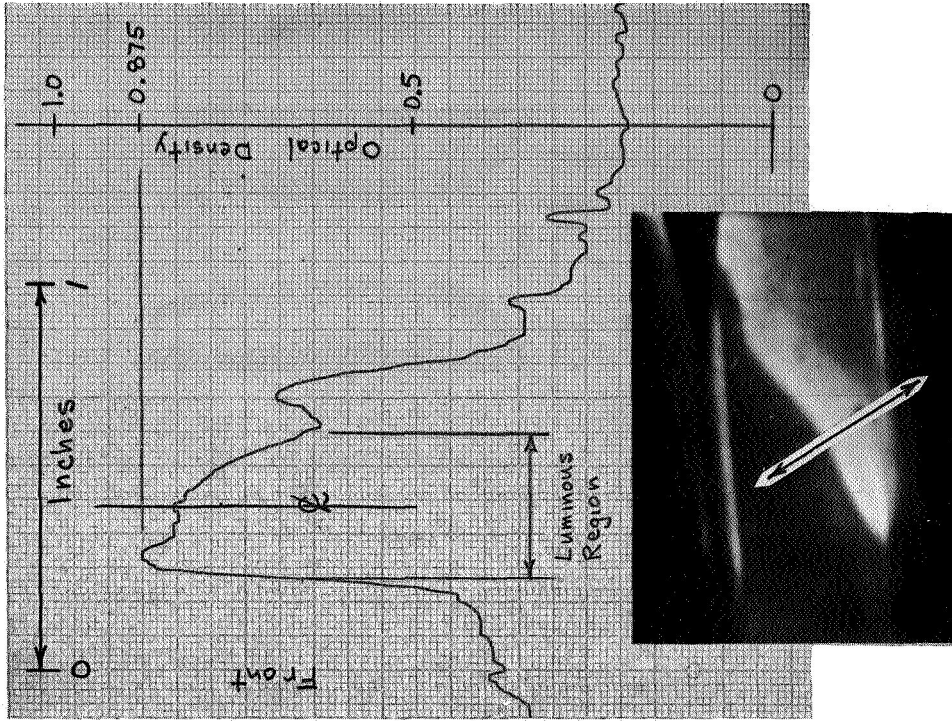 1.0
0.875
Optical
Density
0.5
0
Inches
0
1
Luminous
Region
Front